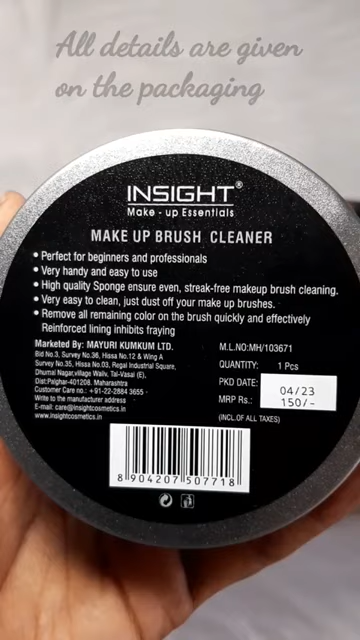 All details are given
on the packaging
INSIGHT®
Make - up Essentials
MAKE UP BRUSH CLEANER
• Perfect for beginners and professionals
• Very handy and easy to use
• High quality Sponge ensure even, streak-free makeup brush cleaning.
• Very easy to clean, just dust off your make up brushes.
• Remove all remaining color on the brush quickly and effectively
Reinforced lining inhibits fraying
Marketed By: MAYURI KUMKUM LTD.
Bid No.3, Survey No.36, Hissa No.12 & Wing A
Survey No.35, Hissa No.03, Regal Industrial Square,
Dhumal Nagar,village Waliv, Tal-Vasai (E).
Dist:Palghar-401208. Maharashtra
Customer Care no.: +91-22-2884 3655 -
Write to the manufacturer address
E-mail: care@insightcosmetics.in
www.insightcosmetics.in
M.L.NO:MH/103671
QUANTITY: 1 Pcs
PKD DATE: 04/23
MRP Rs.: 150/-
(INCL.OF ALL TAXES)
8 904207 507718